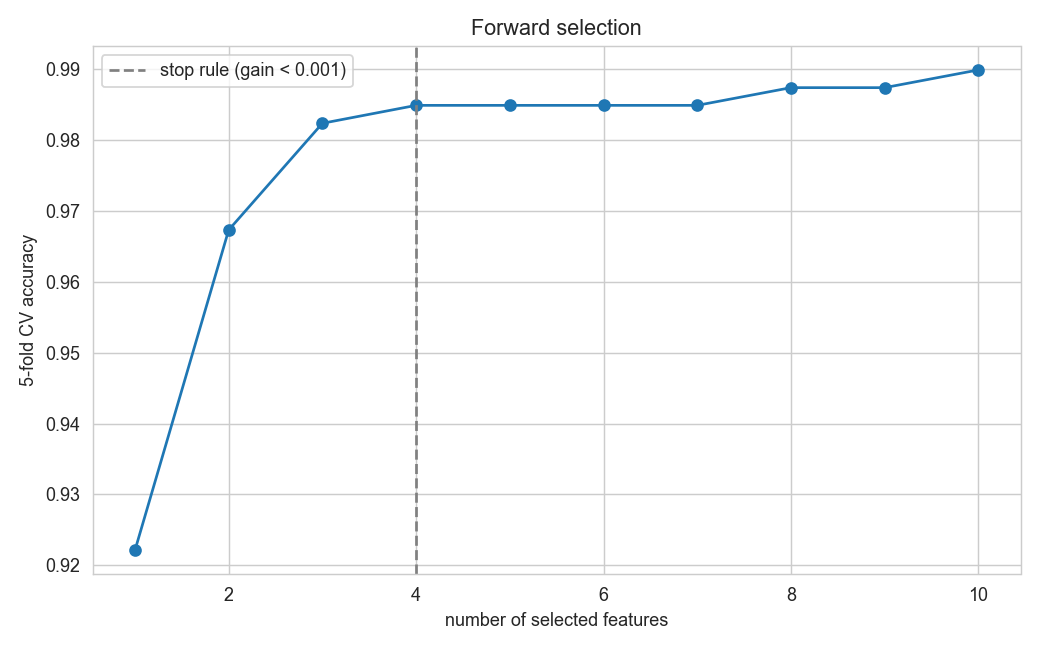 Forward selection
stop rule (gain < 0.001)
0.99
0.98
0.97
0.96
0.95
0.94
0.93
0.92
5-fold CV accuracy
2 4 6 8 10
number of selected features